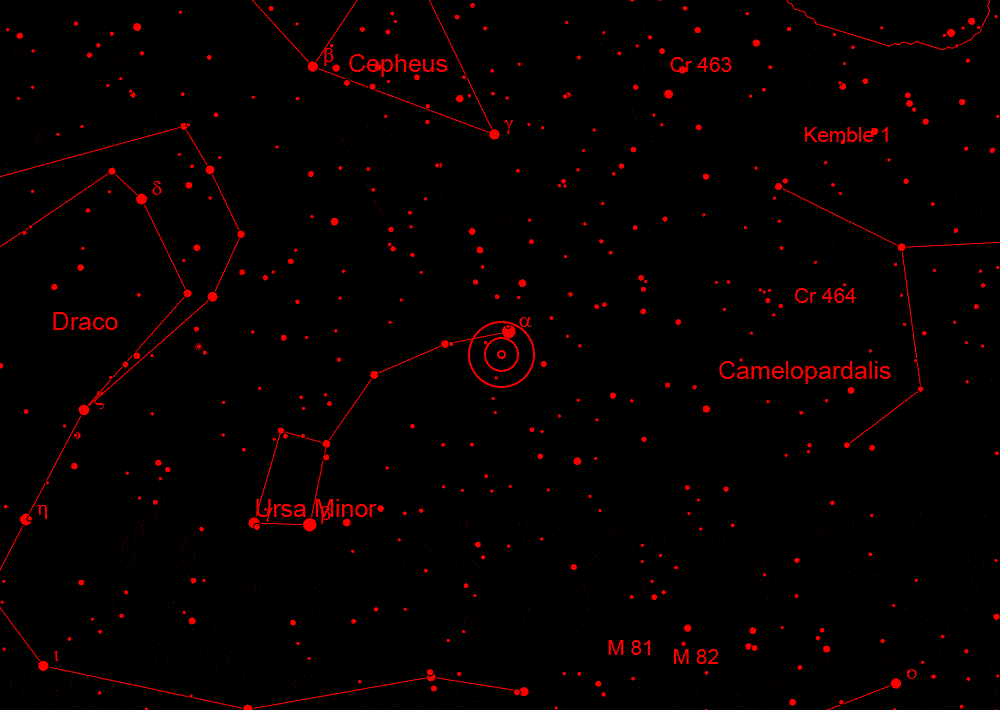 β
Cepheus
Cr 463
γ
Kemble 1
δ
Cr 464
Draco
α
Camelopardalis
ζ
η
Ursa Minor
γ
β
M 81
M 82
ι
ο